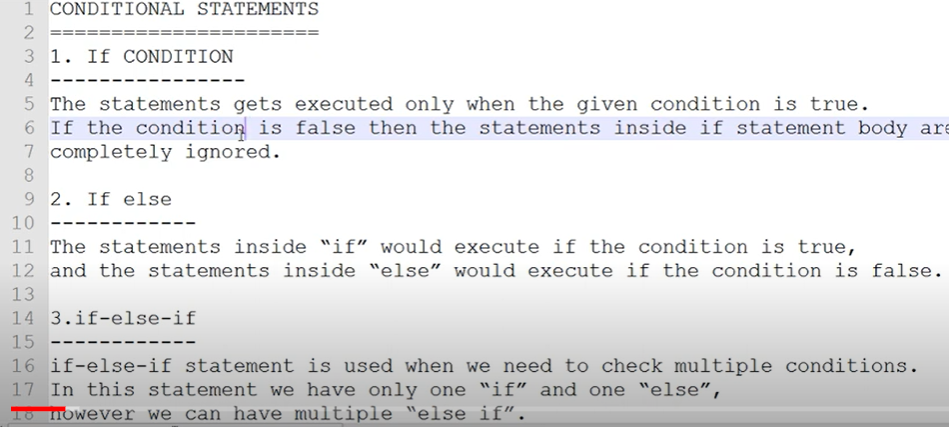 1 CONDITIONAL STATEMENTS
2 ======================
3 1. If CONDITION
4 ----------------
5 The statements gets executed only when the given condition is true.
6 If the condition is false then the statements inside if statement body are
7 completely ignored.
8
9 2. If else
10 ------------
11 The statements inside “if” would execute if the condition is true,
12 and the statements inside “else” would execute if the condition is false.
13
14 3.if-else-if
15 ------------
16 if-else-if statement is used when we need to check multiple conditions.
17 In this statement we have only one “if” and one “else”,
18 however we can have multiple “else if”.